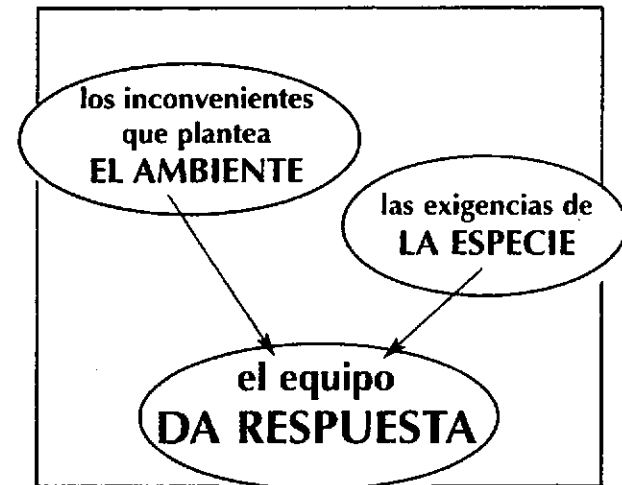 los inconvenientes
que plantea
EL AMBIENTE
las exigencias de
LA ESPECIE
el equipo
DA RESPUESTA